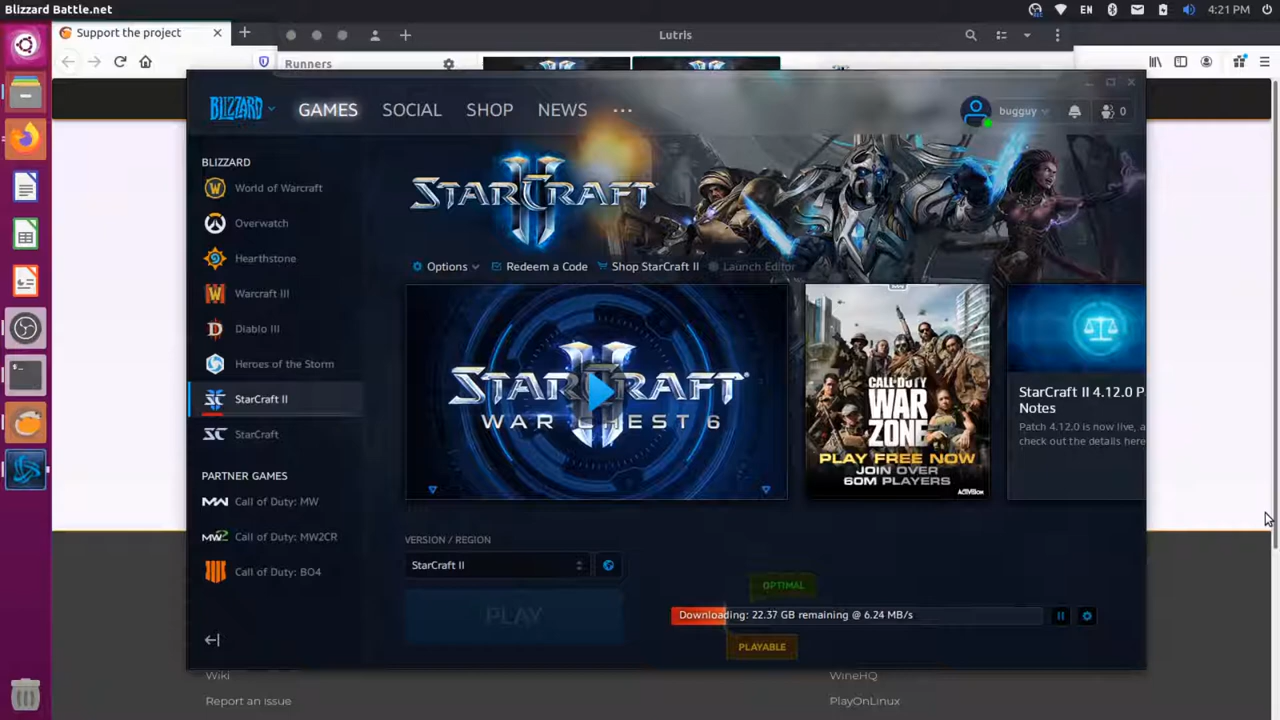 Blizzard Battle.net
EN
4:21 PM
Support the project
Lutris
Runners
BLIZZARD
GAMES
SOCIAL
SHOP
NEWS
bugguy
0
BLIZZARD
World of Warcraft
Overwatch
Hearthstone
Warcraft III
Diablo III
Heroes of the Storm
StarCraft II
StarCraft
PARTNER GAMES
Call of Duty: MW
Call of Duty: MW2CR
Call of Duty: BO4
STARCRAFT II
Options
Redeem a Code
Shop StarCraft II
Launch Editor
STARCRAFT II
WAR CHEST 6
CALL OF DUTY
WAR
ZONE
PLAY FREE NOW
JOIN OVER
60M PLAYERS
ACTIVISION
StarCraft II 4.12.0 P
Notes
Patch 4.12.0 is now live, a
check out the details here
VERSION / REGION
StarCraft II
PLAY
OPTIMAL
Downloading: 22.37 GB remaining @ 6.24 MB/s
PLAYABLE
Wiki
WineHQ
Report an issue
PlayOnLinux